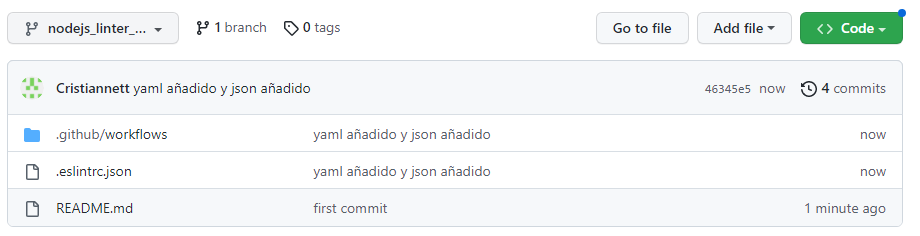 nodejs_linter_... 1 branch 0 tags Go to file Add file Code
Cristiannett yaml añadido y json añadido 46345e5 now 4 commits
.github/workflows yaml añadido y json añadido now
.eslintrc.json yaml añadido y json añadido now
README.md first commit 1 minute ago